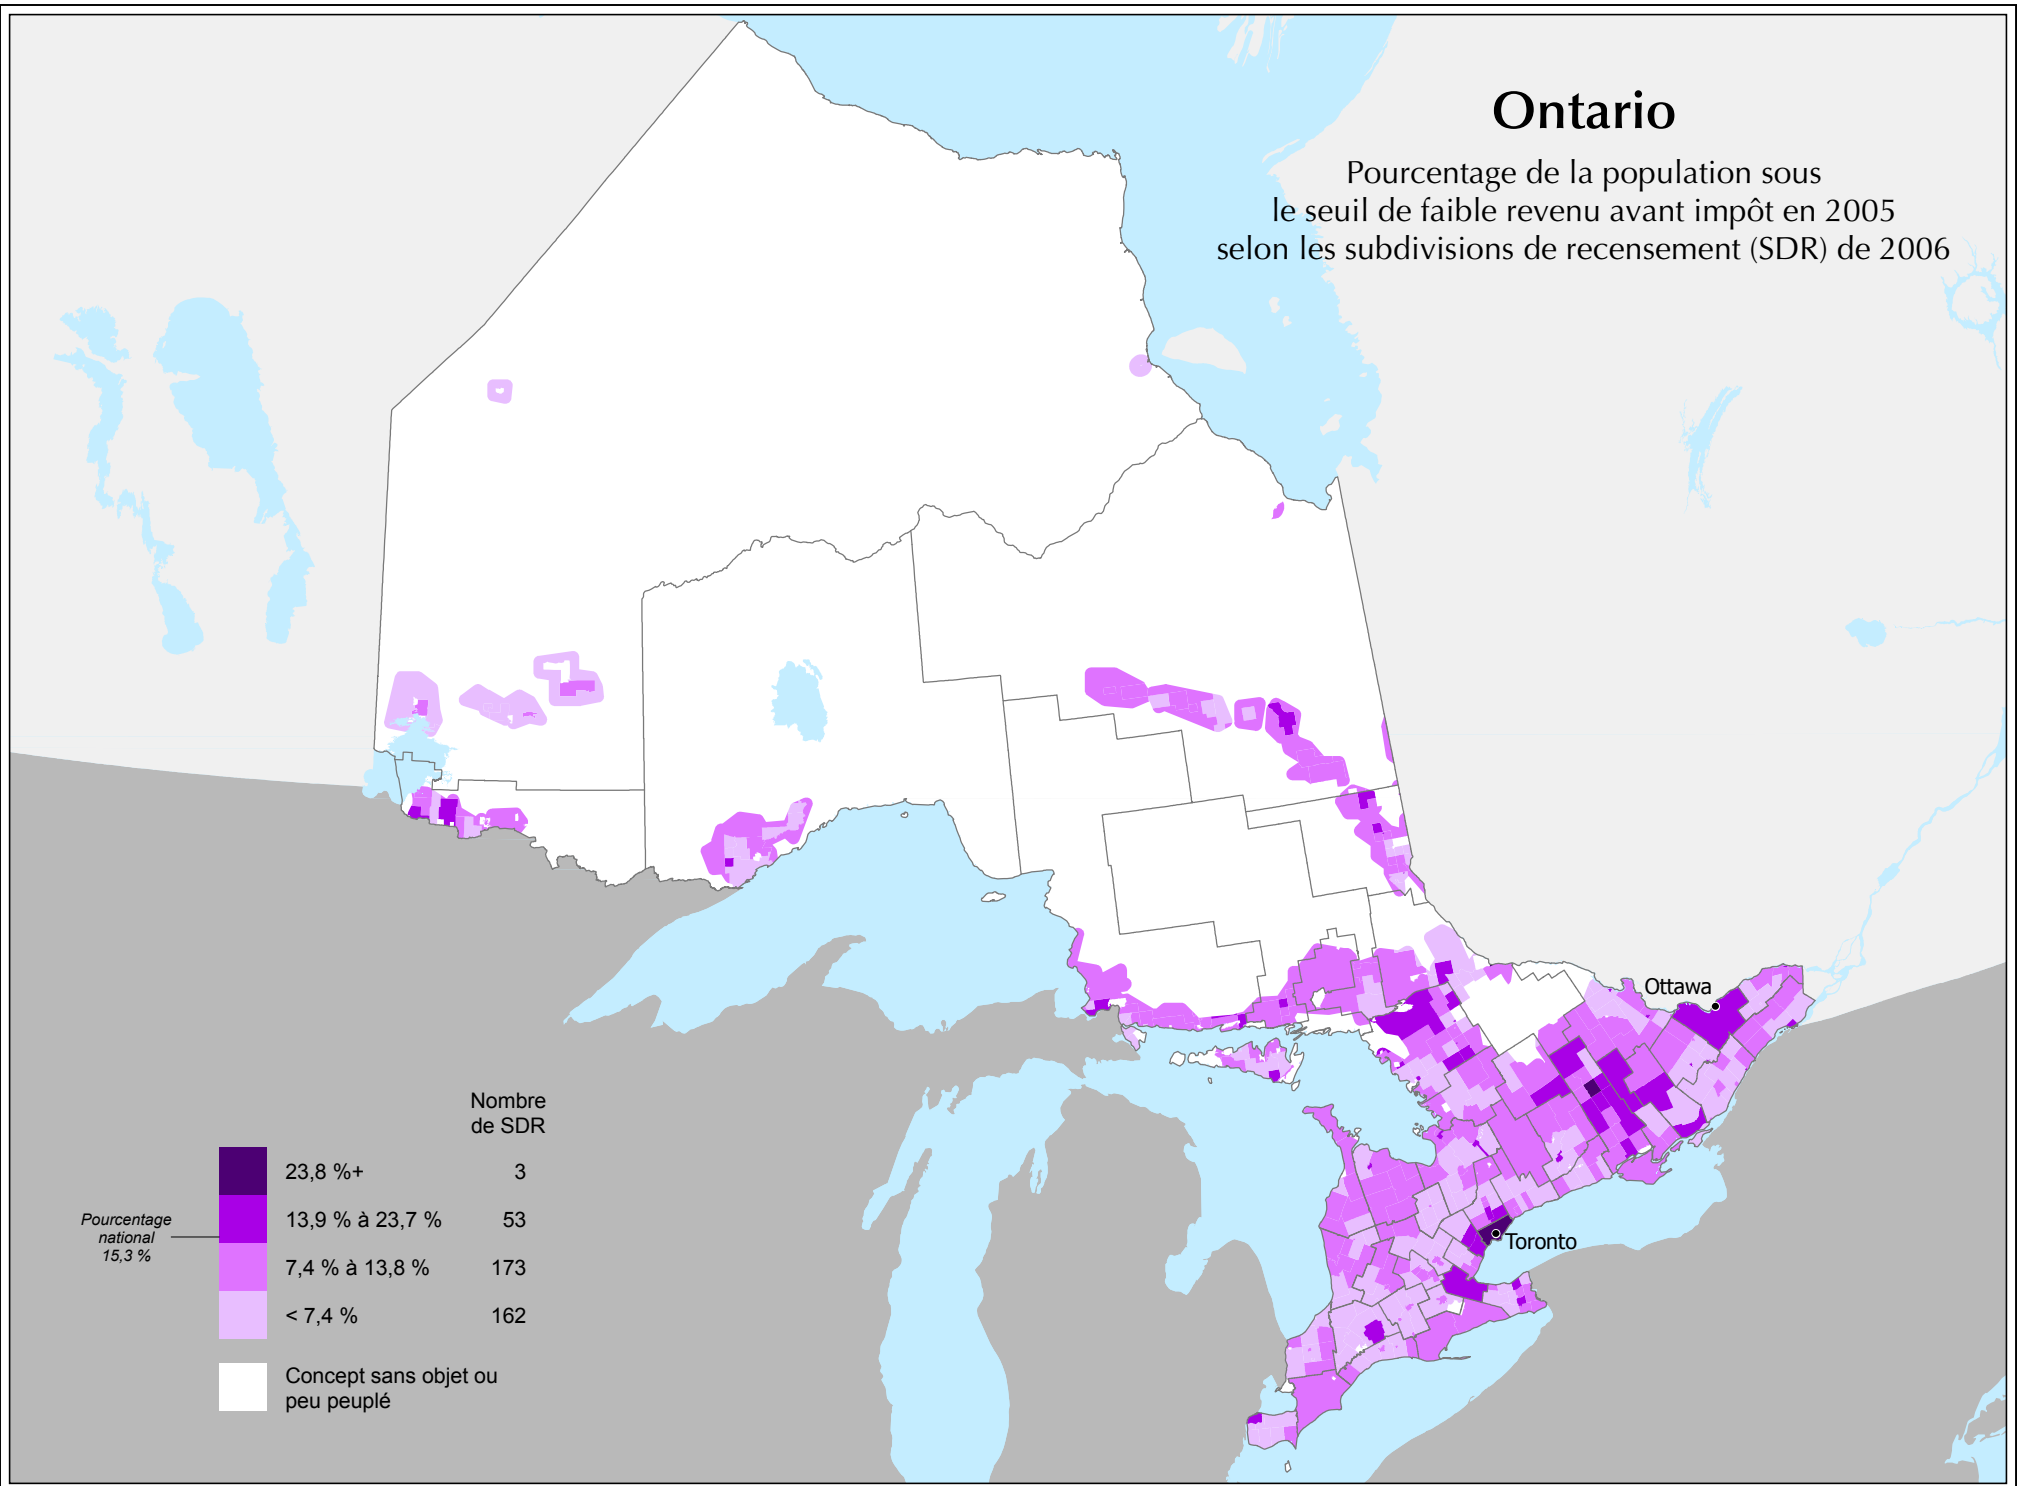 Ontario
Pourcentage de la population sous
le seuil de faible revenu avant impôt en 2005
selon les subdivisions de recensement (SDR) de 2006
Ottawa
Toronto
Nombre
de SDR
23,8 %+ 3
13,9 % à 23,7 % 53
7,4 % à 13,8 % 173
< 7,4 % 162
Pourcentage
national
15,3 %
Concept sans objet ou
peu peuplé